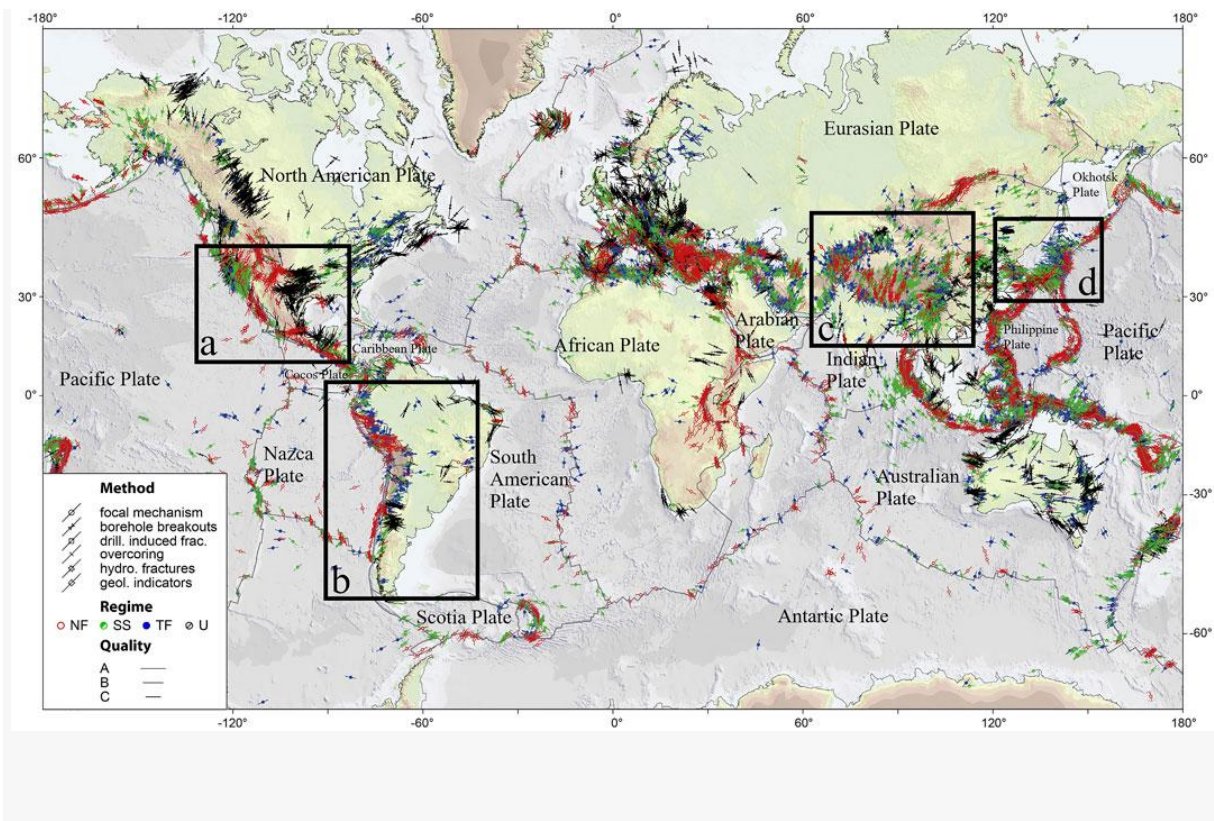 -180° -120° -60° 0° 60° 120° 180°
60° 60°
30° 30°
0° 0°
-30° -30°
-60° -60°
-120° -60° 0° 60° 120° 180°
Eurasian Plate
North American Plate
Okhotsk
Plate
a
c
d
Arabian
Plate
African Plate
Indian
Plate
Philippine
Plate
Pacific
Plate
Caribbean Plate
Cocos Plate
Pacific Plate
Nazca
Plate
South
American
Plate
Australian
Plate
b
Scotia Plate
Antartic Plate
Method
focal mechanism
borehole breakouts
drill. induced frac.
overcoring
hydro. fractures
geol. indicators
Regime
NF SS TF U
Quality
A
B
C